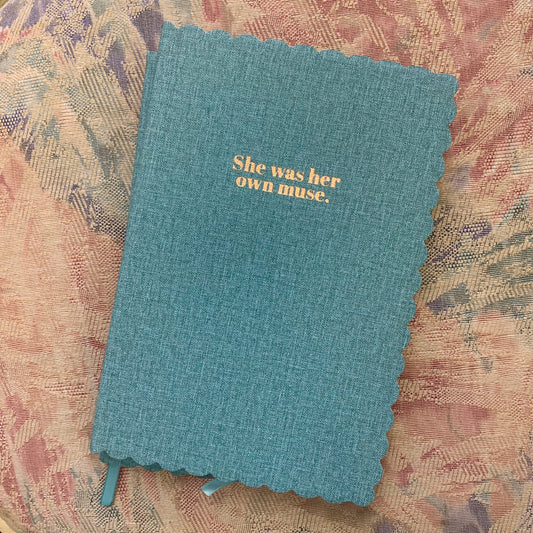 She was her
own muse.